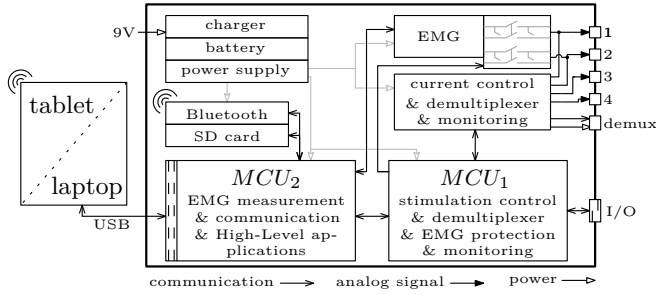 charger
9V
battery
power supply
EMG
1
2
3
4
demux
current control
& demultiplexer
& monitoring
Bluetooth
SD card
tablet
laptop
USB
MCU₂
EMG measurement
& communication
& High-Level ap-
plications
MCU₁
stimulation control
& demultiplexer
& EMG protection
& monitoring
I/O
communication
analog signal
power